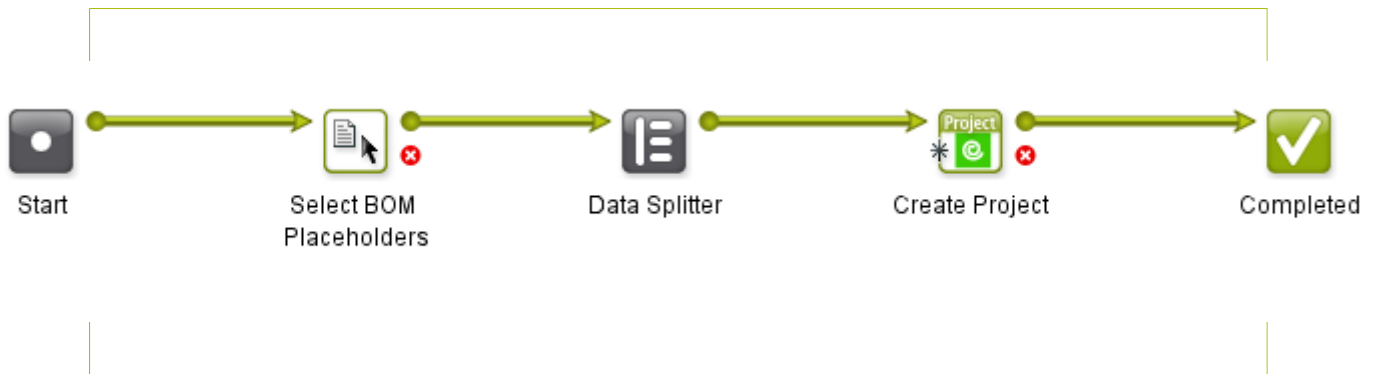 Project
Start
Select BOM
Placeholders
Data Splitter
Create Project
Completed